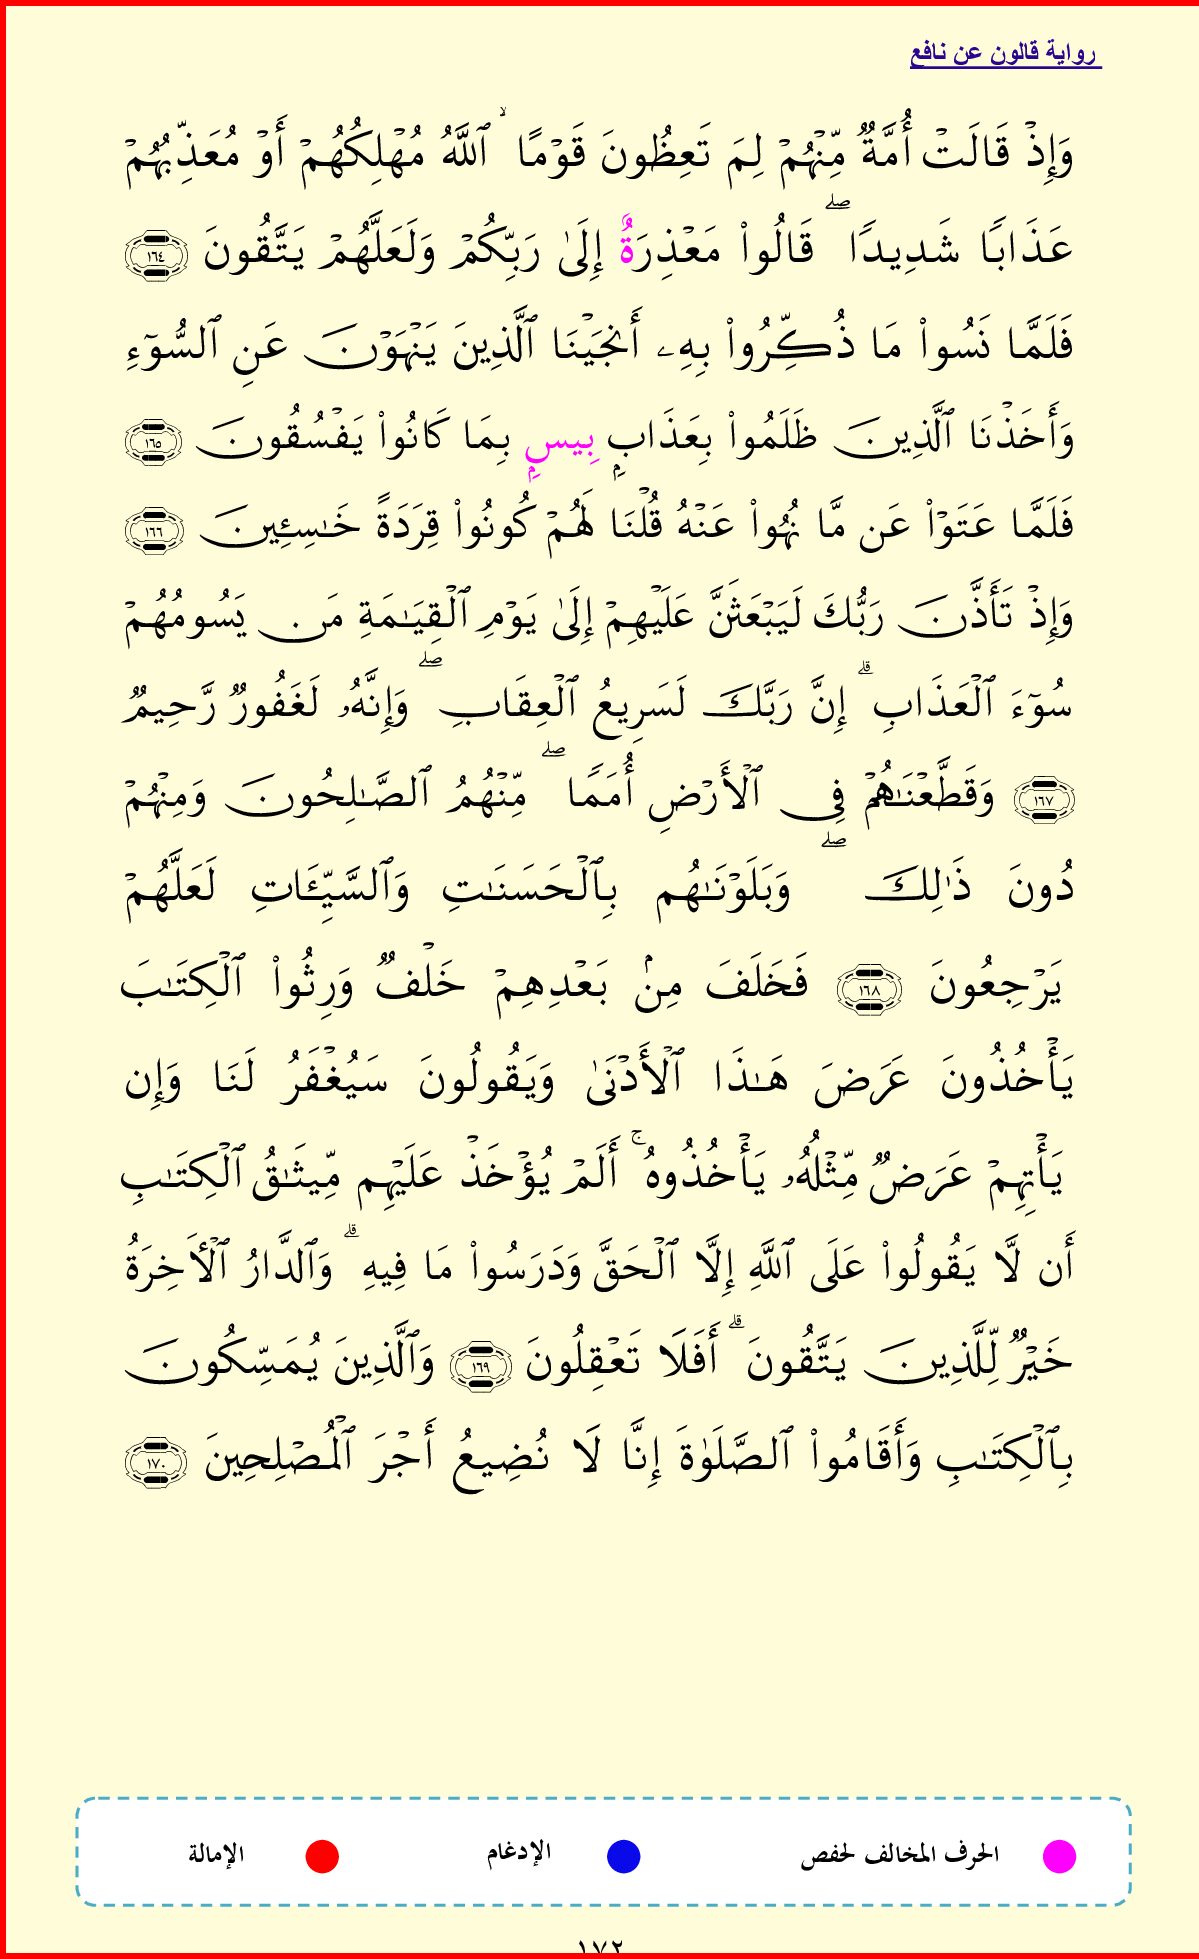 رواية قالون عن نافع
وَإِذْ قَالَتْ أُمَّةٌ مِّنْهُمْ لِمَ تَعِظُونَ قَوْمًا ۙ ٱللَّهُ مُهْلِكُهُمْ أَوْ مُعَذِّبُهُمْ
عَذَابًا شَدِيدًا ۖ قَالُوا۟ مَعْذِرَةٌ إِلَىٰ رَبِّكُمْ وَلَعَلَّهُمْ يَتَّقُونَ ١٦٤
فَلَمَّا نَسُوا۟ مَا ذُكِّرُوا۟ بِهِۦ أَنجَيْنَا ٱلَّذِينَ يَنْهَوْنَ عَنِ ٱلسُّوٓءِ
وَأَخَذْنَا ٱلَّذِينَ ظَلَمُوا۟ بِعَذَابٍۭ بِيسٍۭ بِمَا كَانُوا۟ يَفْسُقُونَ ١٦٥
فَلَمَّا عَتَوْا۟ عَن مَّا نُهُوا۟ عَنْهُ قُلْنَا لَهُمْ كُونُوا۟ قِرَدَةً خَـٰسِـِٔينَ ١٦٦
وَإِذْ تَأَذَّنَ رَبُّكَ لَيَبْعَثَنَّ عَلَيْهِمْ إِلَىٰ يَوْمِ ٱلْقِيَـٰمَةِ مَن يَسُومُهُمْ
سُوٓءَ ٱلْعَذَابِ ۗ إِنَّ رَبَّكَ لَسَرِيعُ ٱلْعِقَابِ ۖ وَإِنَّهُۥ لَغَفُورٌ رَّحِيمٌ
١٦٧ وَقَطَّعْنَـٰهُمْ فِى ٱلْأَرْضِ أُمَمًا ۖ مِّنْهُمُ ٱلصَّـٰلِحُونَ وَمِنْهُمْ
دُونَ ذَٰلِكَ ۖ وَبَلَوْنَـٰهُم بِٱلْحَسَنَـٰتِ وَٱلسَّيِّـَٔاتِ لَعَلَّهُمْ
يَرْجِعُونَ ١٦٨ فَخَلَفَ مِنۢ بَعْدِهِمْ خَلْفٌ وَرِثُوا۟ ٱلْكِتَـٰبَ
يَأْخُذُونَ عَرَضَ هَـٰذَا ٱلْأَدْنَىٰ وَيَقُولُونَ سَيُغْفَرُ لَنَا وَإِن
يَأْتِهِمْ عَرَضٌ مِّثْلُهُۥ يَأْخُذُوهُ ۚ أَلَمْ يُؤْخَذْ عَلَيْهِم مِّيثَـٰقُ ٱلْكِتَـٰبِ
أَن لَّا يَقُولُوا۟ عَلَى ٱللَّهِ إِلَّا ٱلْحَقَّ وَدَرَسُوا۟ مَا فِيهِ ۗ وَٱلدَّارُ ٱلْـَٔاخِرَةُ
خَيْرٌ لِّلَّذِينَ يَتَّقُونَ ۗ أَفَلَا تَعْقِلُونَ ١٦٩ وَٱلَّذِينَ يُمَسِّكُونَ
بِٱلْكِتَـٰبِ وَأَقَامُوا۟ ٱلصَّلَوٰةَ إِنَّا لَا نُضِيعُ أَجْرَ ٱلْمُصْلِحِينَ ١٧٠
الحرف المخالف لحفص الإدغام الإمالة
١٧٢